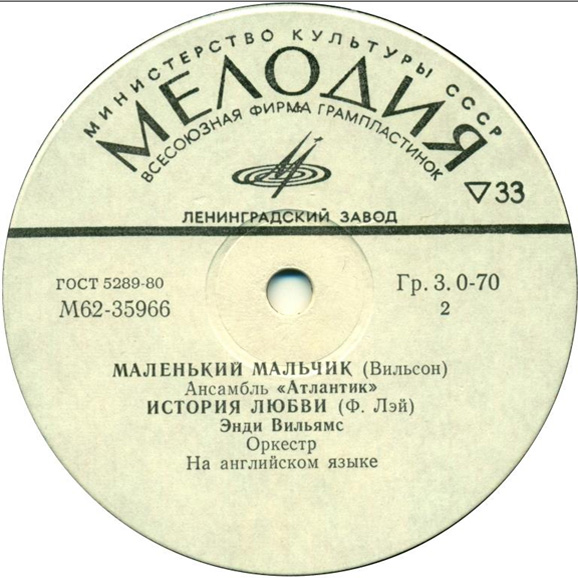 МИНИСТЕРСТВО КУЛЬТУРЫ СССР
МЕЛОДИЯ
ВСЕСОЮЗНАЯ ФИРМА ГРАМПЛАСТИНОК
▽33
ЛЕНИНГРАДСКИЙ ЗАВОД
ГОСТ 5289-80
Гр. 3. 0-70
М62-35966
2
МАЛЕНЬКИЙ МАЛЬЧИК (Вильсон)
Ансамбль «Атлантик»
ИСТОРИЯ ЛЮБВИ (Ф. Лэй)
Энди Вильямс
Оркестр
На английском языке